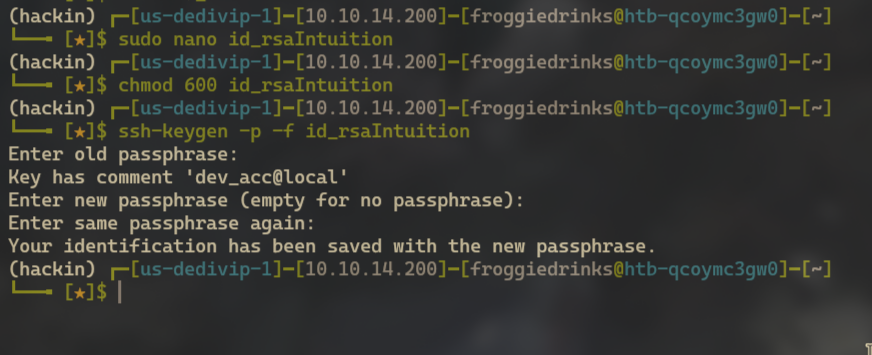 (hackin) ┌─[us-dedivip-1]─[10.10.14.200]─[froggiedrinks@htb-qcoymc3gw0]─[~]
└──╼ [★]$ sudo nano id_rsaIntuition
(hackin) ┌─[us-dedivip-1]─[10.10.14.200]─[froggiedrinks@htb-qcoymc3gw0]─[~]
└──╼ [★]$ chmod 600 id_rsaIntuition
(hackin) ┌─[us-dedivip-1]─[10.10.14.200]─[froggiedrinks@htb-qcoymc3gw0]─[~]
└──╼ [★]$ ssh-keygen -p -f id_rsaIntuition
Enter old passphrase:
Key has comment 'dev_acc@local'
Enter new passphrase (empty for no passphrase):
Enter same passphrase again:
Your identification has been saved with the new passphrase.
(hackin) ┌─[us-dedivip-1]─[10.10.14.200]─[froggiedrinks@htb-qcoymc3gw0]─[~]
└──╼ [★]$